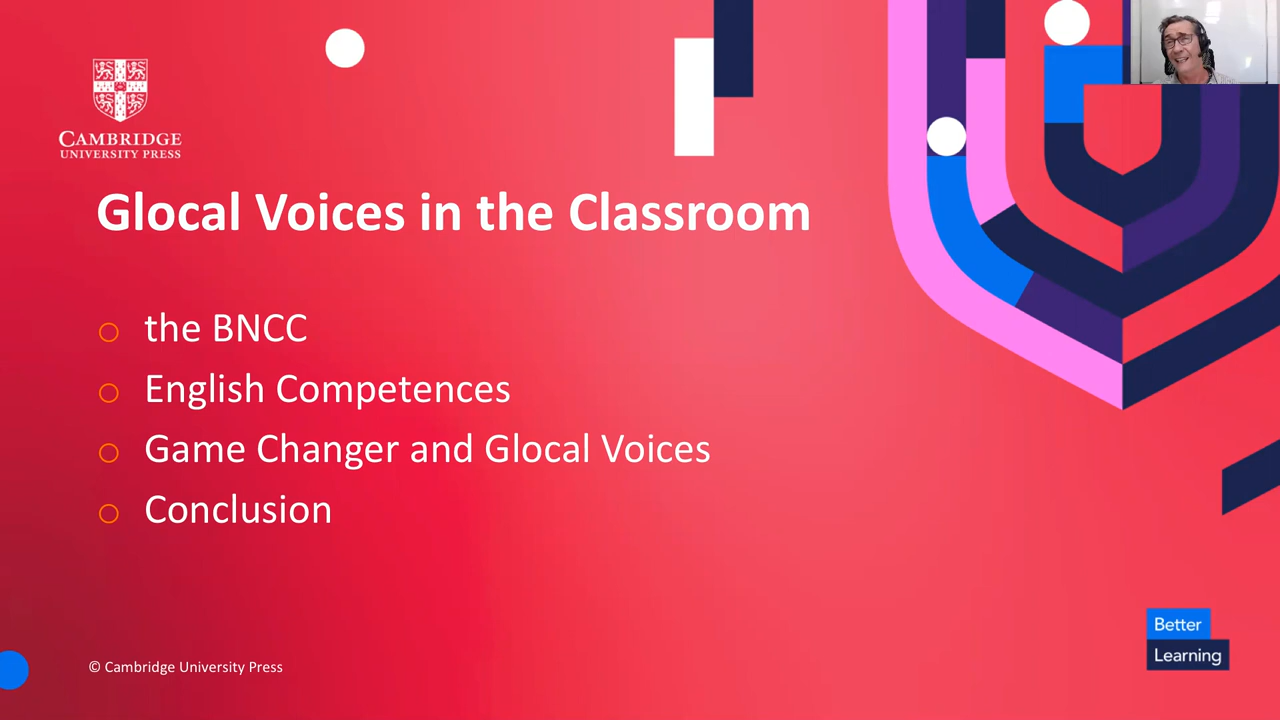 CAMBRIDGE
UNIVERSITY PRESS
Glocal Voices in the Classroom
the BNCC
English Competences
Game Changer and Glocal Voices
Conclusion
© Cambridge University Press
Better
Learning